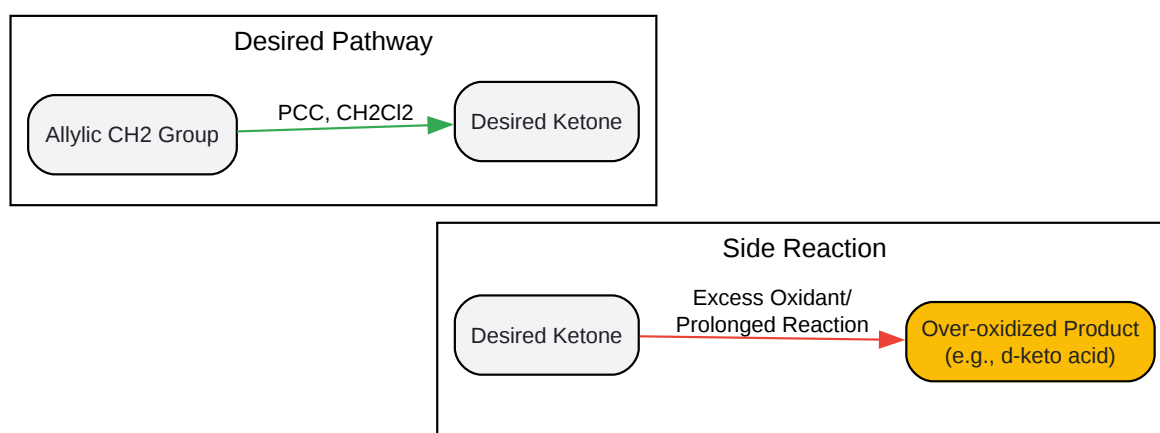 Desired Pathway
Allylic CH2 Group
PCC, CH2Cl2
Desired Ketone
Side Reaction
Desired Ketone
Excess Oxidant/
Prolonged Reaction
Over-oxidized Product
(e.g., d-keto acid)